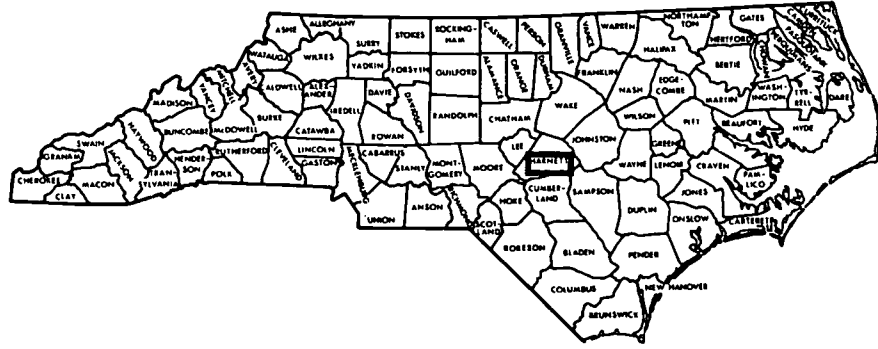 ASHE
ALLEGHANY
SURRY
STOKES
ROCKING-
HAM
CASWELL
PERSON
GRANVILLE
VANCE
WARREN
NORTHAMP-
TON
GATES
HERTFORD
CURRITUCK
CAMDEN
PERQUIMANS
CHOWAN
HALIFAX
BERTIE
WATAUGA
WILKES
YADKIN
FORSYTH
GUILFORD
ALAMANCE
ORANGE
DURHAM
FRANKLIN
NASH
EDGE-
COMBE
MARTIN
WASH-
INGTON
TYR-
RELL
DARE
MITCHELL
AVERY
YANCEY
CALDWELL
ALEX-
ANDER
IREDELL
DAVIE
DAVIDSON
RANDOLPH
CHATHAM
WAKE
WILSON
PITT
BEAUFORT
HYDE
MADISON
BUNCOMBE
McDOWELL
BURKE
CATAWBA
ROWAN
LEE
HARNETT
JOHNSTON
WAYNE
GREENE
LENOIR
CRAVEN
PAM-
LICO
SWAIN
HAYWOOD
GRAHAM
CHEROKEE
JACKSON
MACON
CLAY
TRAN-
SYLVANIA
HENDER-
SON
POLK
RUTHERFORD
CLEVELAND
LINCOLN
GASTON
MECKLENBURG
CABARRUS
STANLY
MONT-
GOMERY
MOORE
CUMBER-
LAND
SAMPSON
DUPLIN
JONES
ONSLOW
CARTERET
UNION
ANSON
RICHMOND
SCOT-
LAND
HOKE
ROBESON
BLADEN
PENDER
COLUMBUS
NEW HANOVER
BRUNSWICK